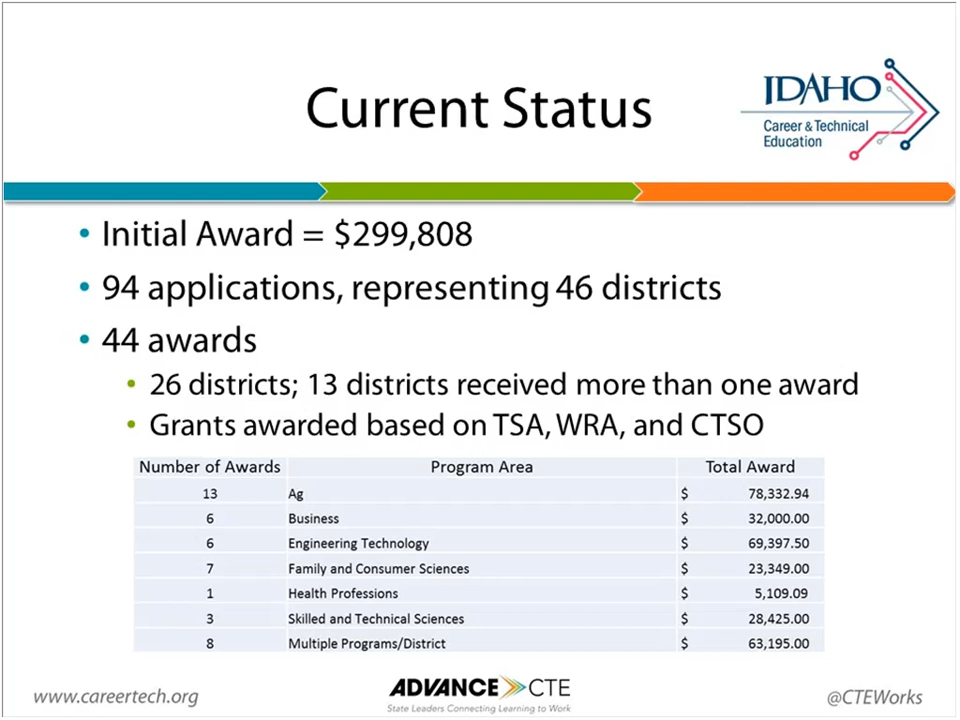 Current Status
IDAHO
Career & Technical
Education
• Initial Award = $299,808
• 94 applications, representing 46 districts
• 44 awards
• 26 districts; 13 districts received more than one award
• Grants awarded based on TSA, WRA, and CTSO
Number of Awards Program Area Total Award
13 Ag $ 78,332.94
6 Business $ 32,000.00
6 Engineering Technology $ 69,397.50
7 Family and Consumer Sciences $ 23,349.00
1 Health Professions $ 5,109.09
3 Skilled and Technical Sciences $ 28,425.00
8 Multiple Programs/District $ 63,195.00
www.careertech.org
ADVANCE CTE
State Leaders Connecting Learning to Work
@CTEWorks